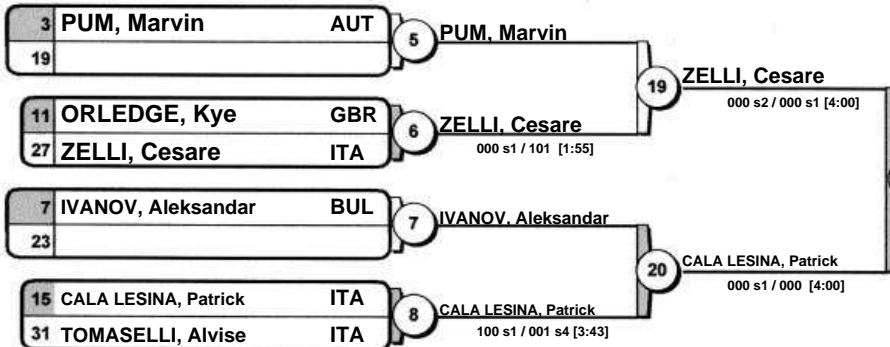 3 PUM, Marvin AUT
19
5 PUM, Marvin
11 ORLEDGE, Kye GBR
27 ZELLI, Cesare ITA
6 ZELLI, Cesare
000 s1 / 101 [1:55]
19 ZELLI, Cesare
000 s2 / 000 s1 [4:00]
7 IVANOV, Aleksandar BUL
23
7 IVANOV, Aleksandar
15 CALA LESINA, Patrick ITA
31 TOMASELLI, Alvise ITA
8 CALA LESINA, Patrick
100 s1 / 001 s4 [3:43]
20 CALA LESINA, Patrick
000 s1 / 000 [4:00]